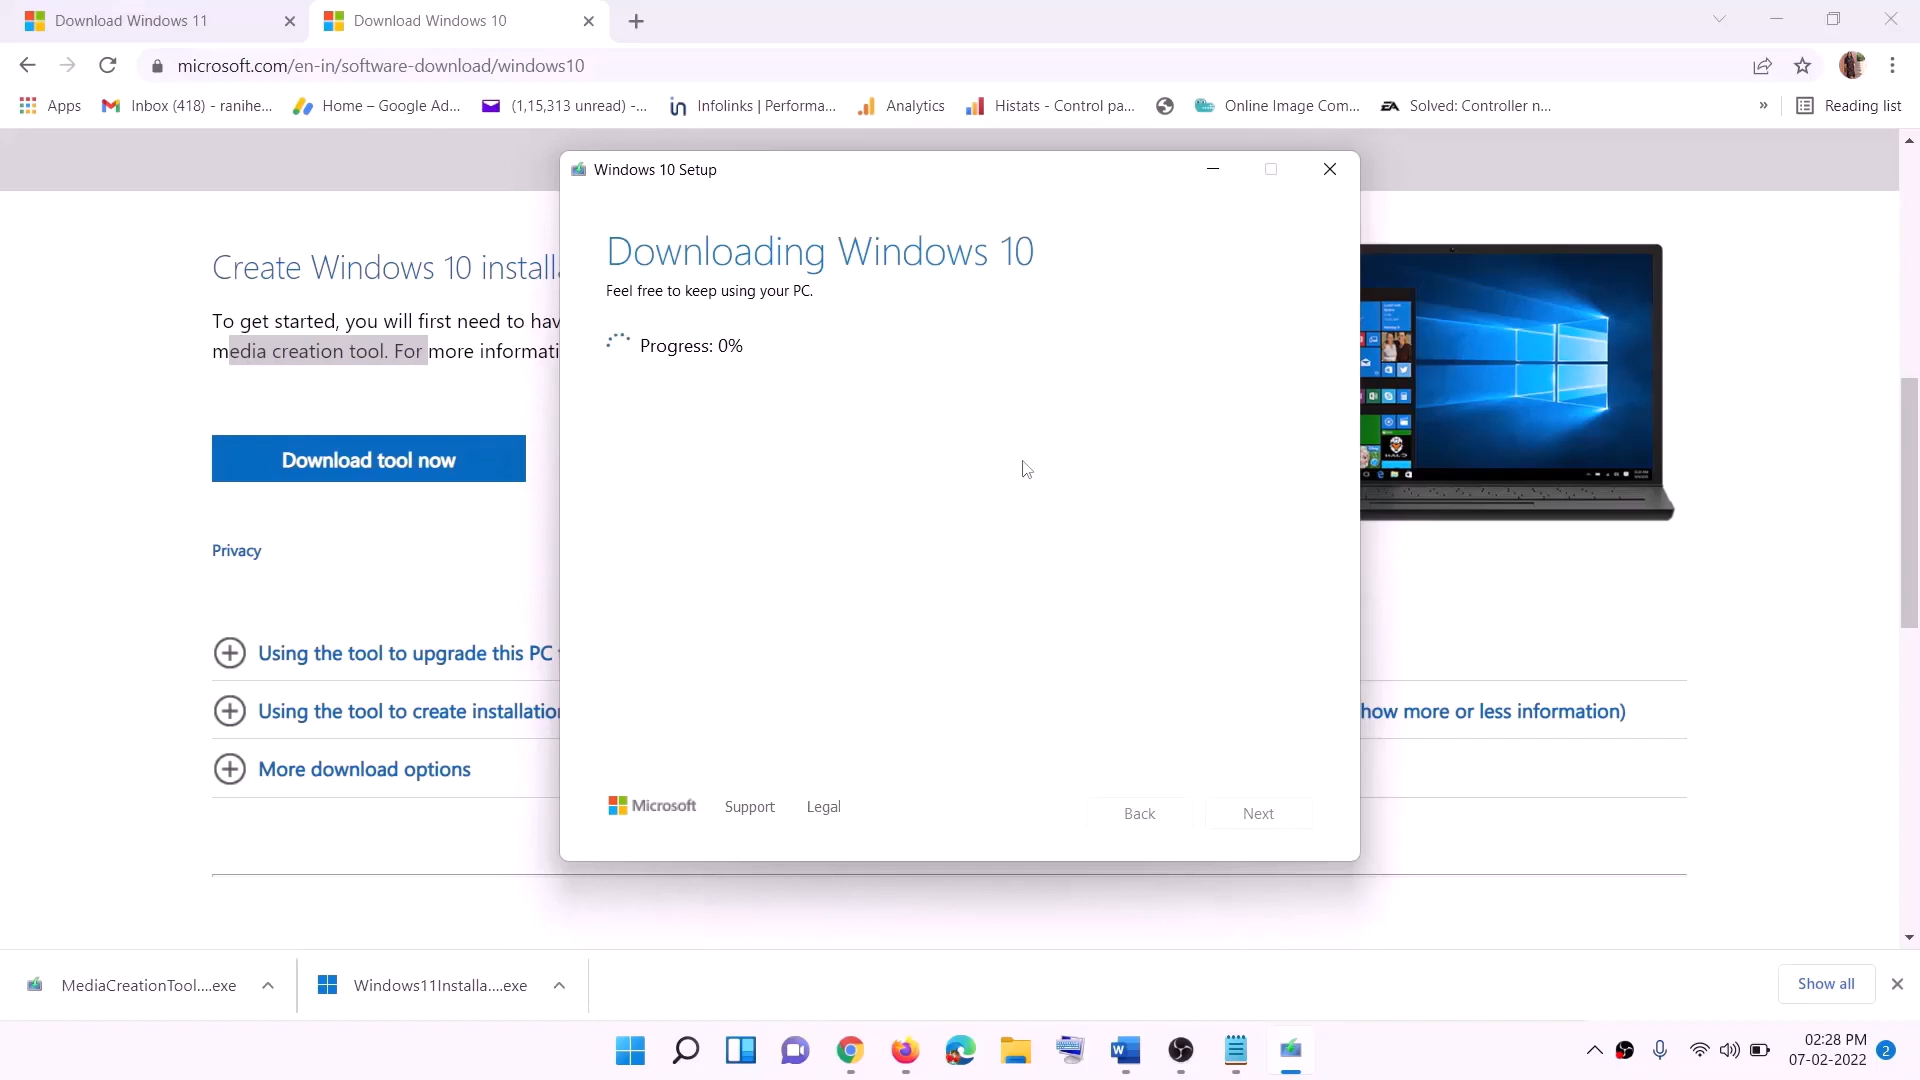 Download Windows 11
Download Windows 10
microsoft.com/en-in/software-download/windows10
Apps
Inbox (418) - ranihe...
Home – Google Ad...
(1,15,313 unread) -...
Infolinks | Performa...
Analytics
Histats - Control pa...
Online Image Com...
Solved: Controller n...
»
Reading list
Windows 10 Setup
Downloading Windows 10
Feel free to keep using your PC.
Progress: 0%
Microsoft
Support
Legal
Back
Next
Create Windows 10 installa
To get started, you will first need to hav
media creation tool. For more informati
Download tool now
Privacy
Using the tool to upgrade this PC
Using the tool to create installation
how more or less information)
More download options
MediaCreationTool....exe
Windows11Installa....exe
Show all
02:28 PM
07-02-2022
2